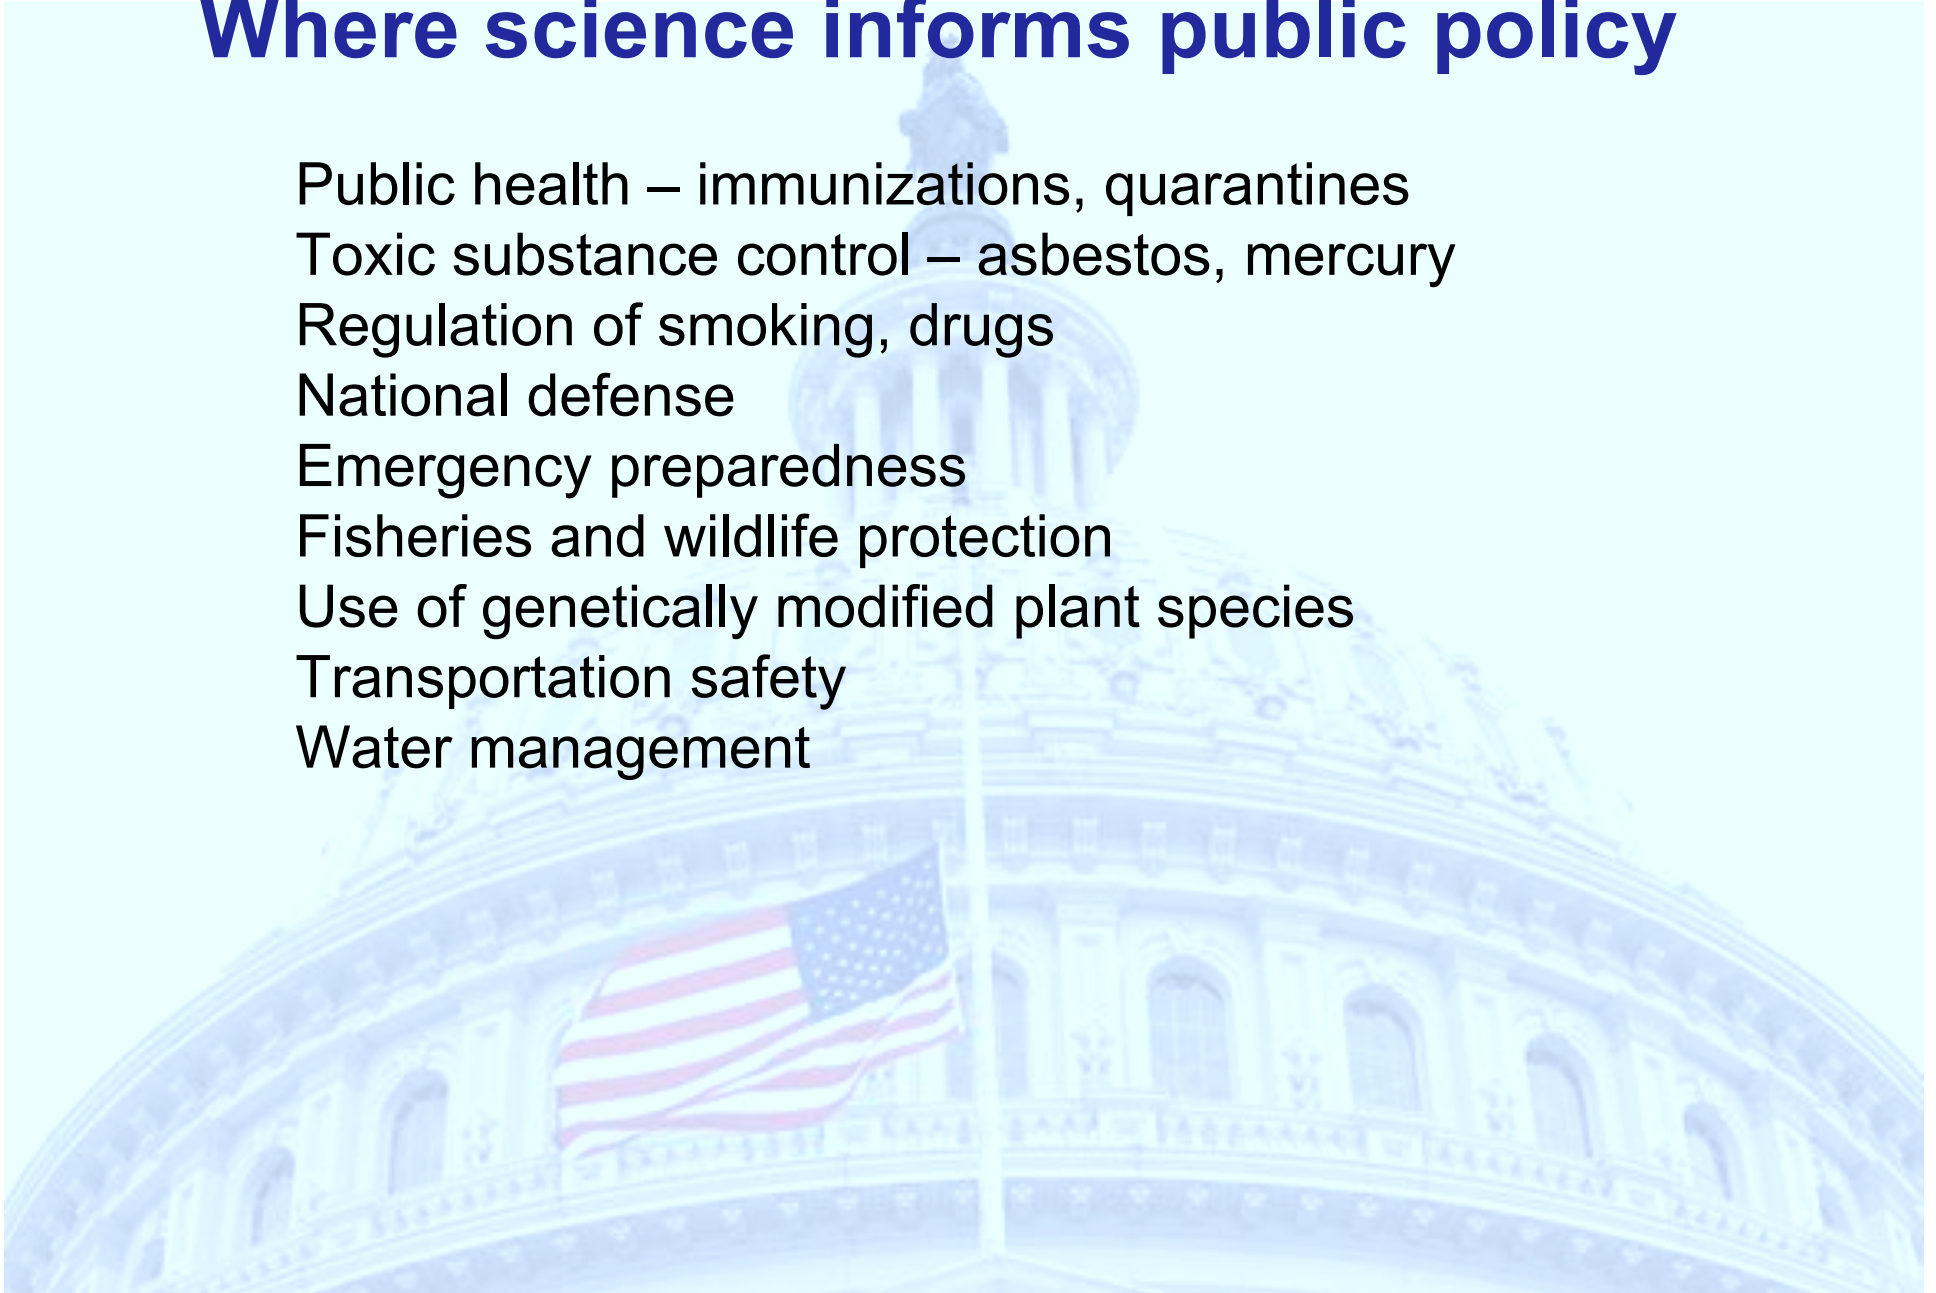 Where science informs public policy
Public health – immunizations, quarantines
Toxic substance control – asbestos, mercury
Regulation of smoking, drugs
National defense
Emergency preparedness
Fisheries and wildlife protection
Use of genetically modified plant species
Transportation safety
Water management